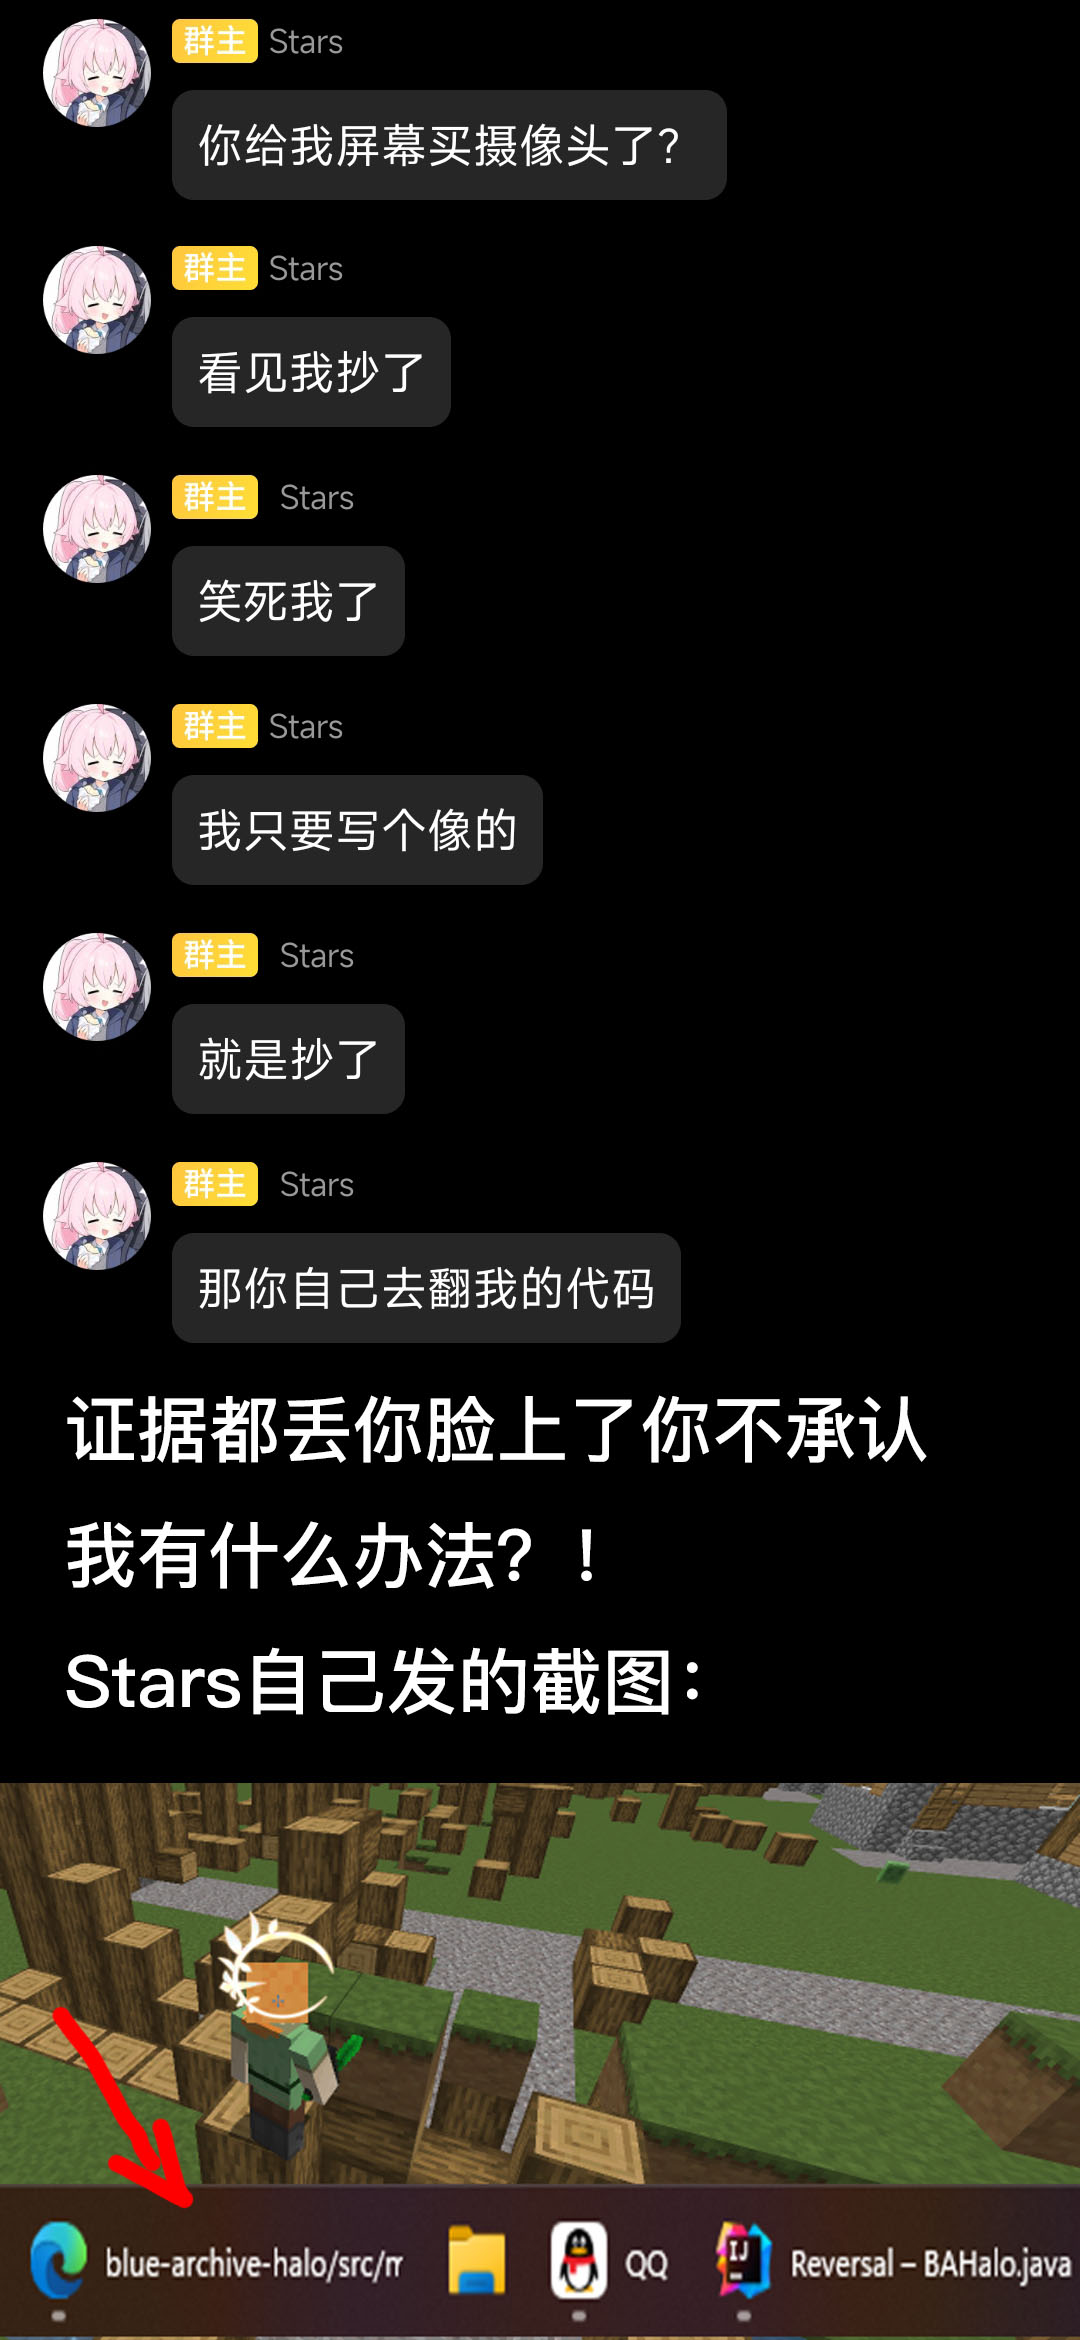 群主 Stars
你给我屏幕买摄像头了？
群主 Stars
看见我抄了
群主 Stars
笑死我了
群主 Stars
我只要写个像的
群主 Stars
就是抄了
群主 Stars
那你自己去翻我的代码
证据都丢你脸上了你不承认
我有什么办法？！
Stars自己发的截图：
blue-archive-halo/src/m QQ IJ Reversal – BAHalo.java